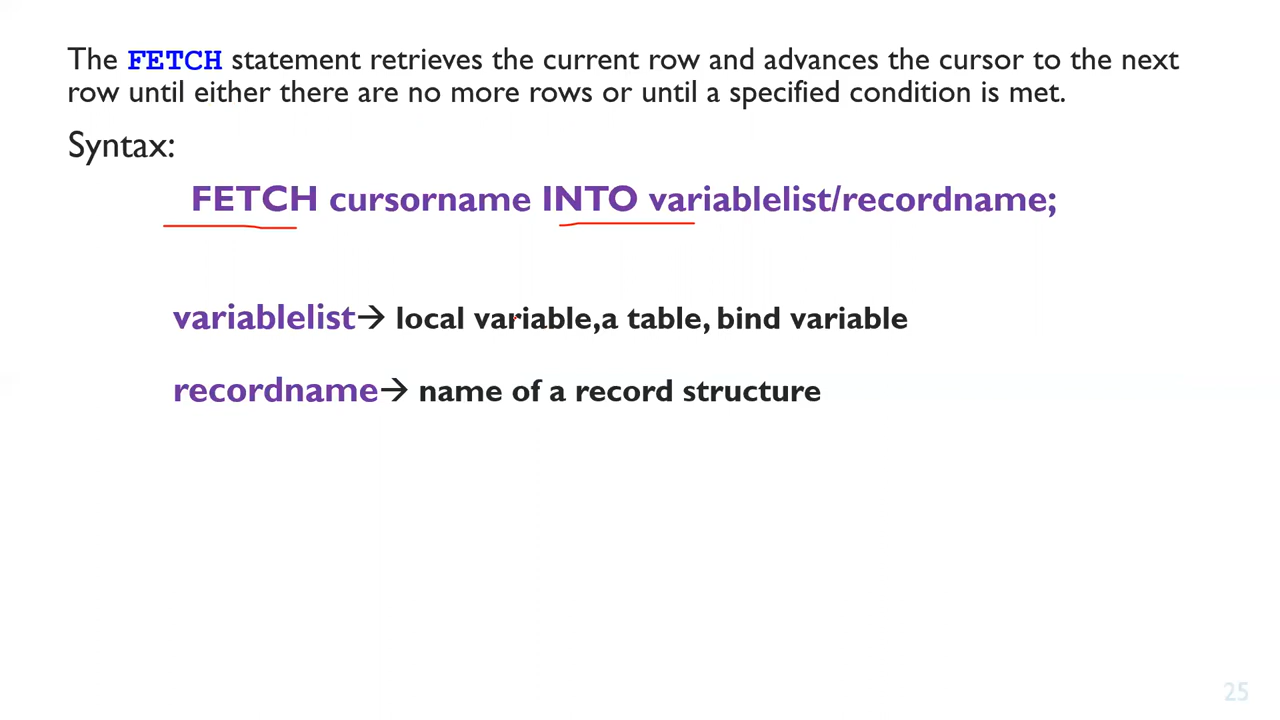 The FETCH statement retrieves the current row and advances the cursor to the next
row until either there are no more rows or until a specified condition is met.
Syntax:
FETCH cursorname INTO variablelist/recordname;
variablelist→ local variable,a table, bind variable
recordname→ name of a record structure
25